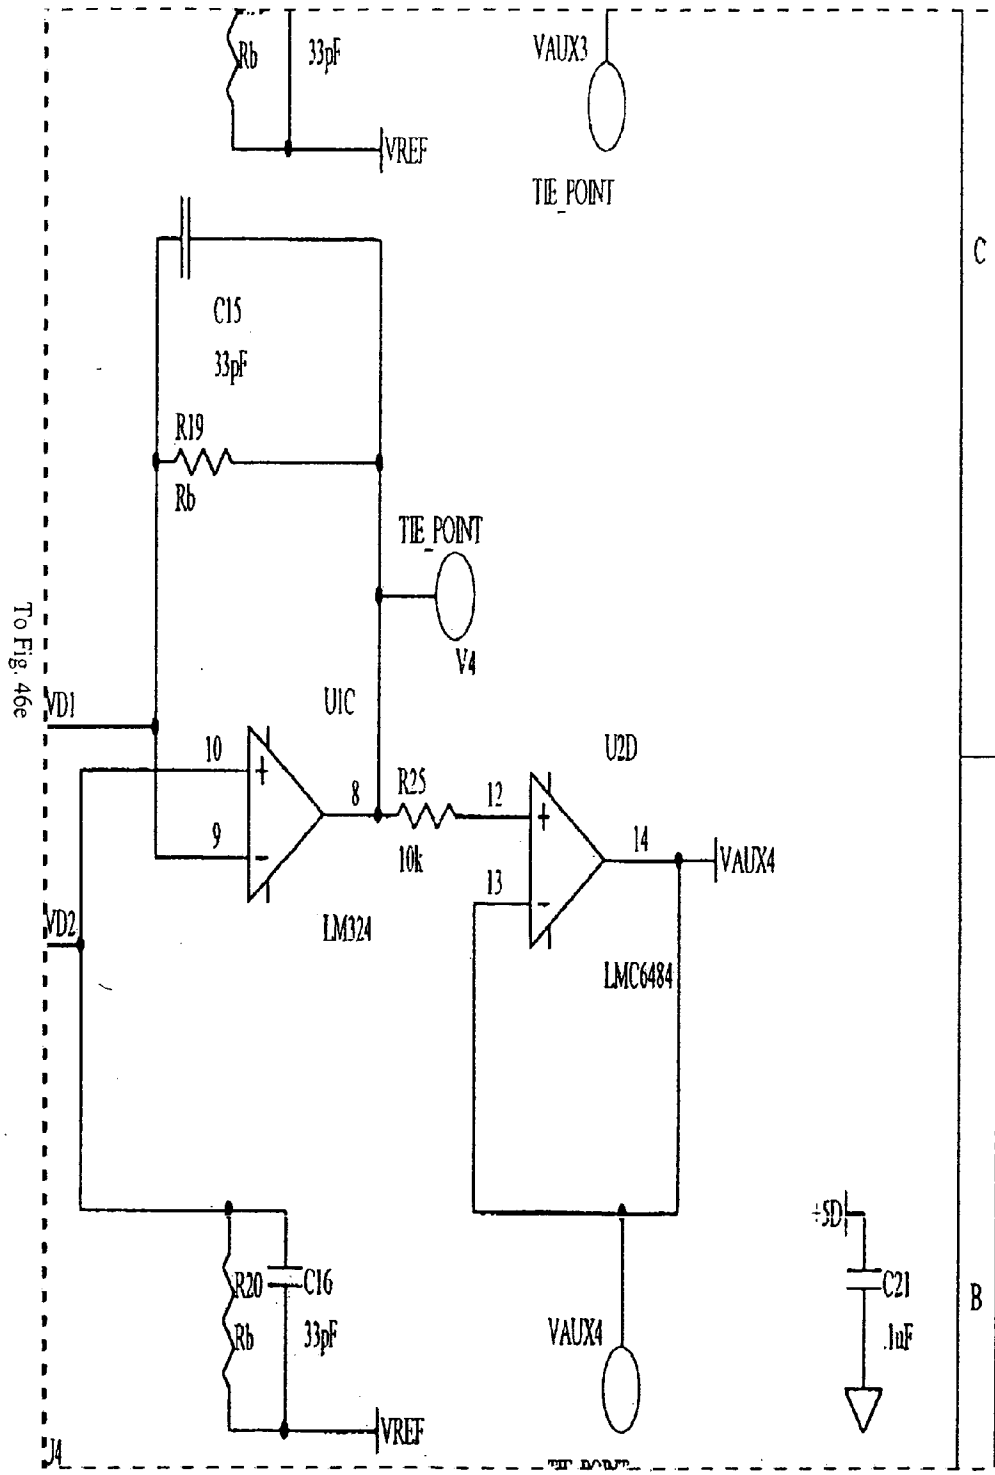 Rb
33pF
VAUX3
VREF
TIE_POINT
C
C15
33pF
R19
Rb
TIE_POINT
V4
To Fig. 46e
VD1
U1C
10
+
9
-
8
R25
10k
LM324
U2D
12
+
13
-
14
VAUX4
LMC6484
VD2
+5D
R20
C16
C21
B
Rb
33pF
VAUX4
.1uF
VREF
J4